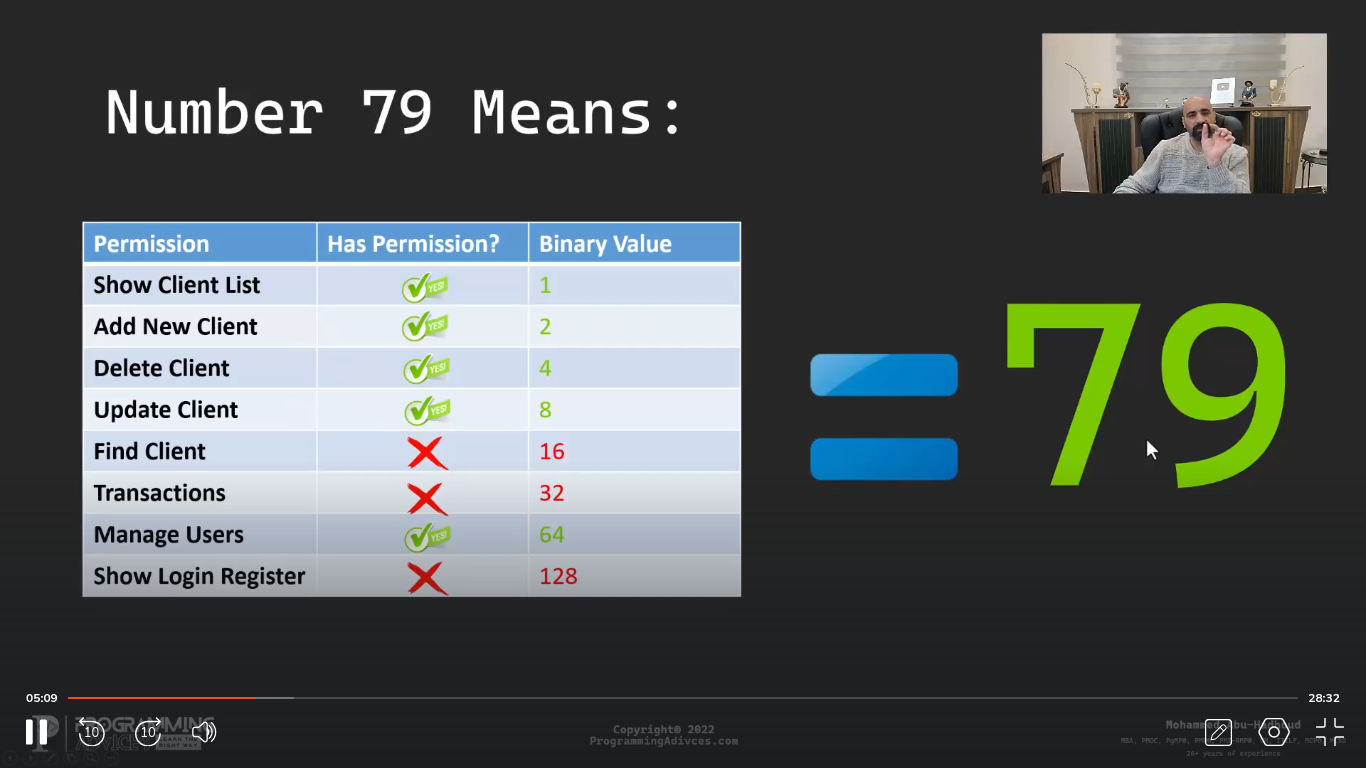 Number 79 Means:
Permission Has Permission? Binary Value
Show Client List YES! 1
Add New Client YES! 2
Delete Client YES! 4
Update Client YES! 8
Find Client 16
Transactions 32
Manage Users YES! 64
Show Login Register 128
79
05:09 28:32
10 10
PROGRAMMING
Copyright© 2022
ProgrammingAdivces.com
Mohammed Abu-Hadhoud
26+ years of experience